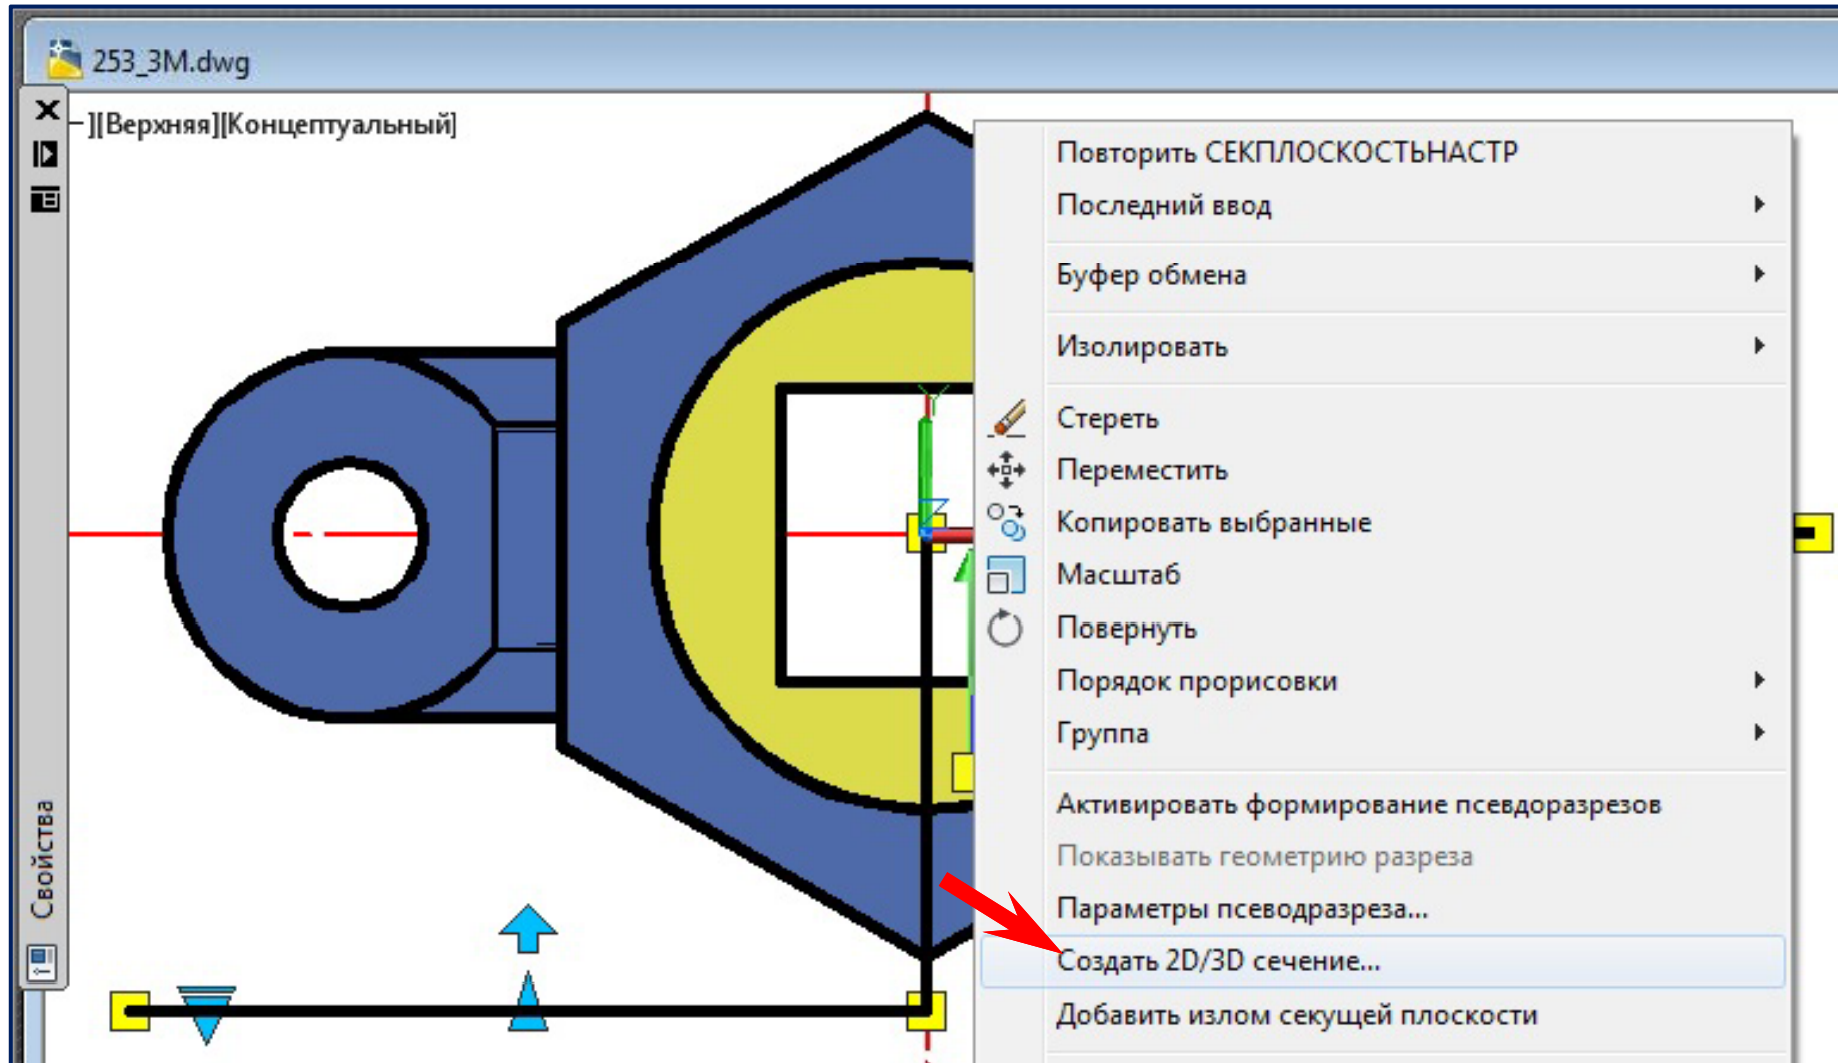 253_3M.dwg
–][Верхняя][Концептуальный]
Повторить СЕКПЛОСКОСТЬНАСТР
Последний ввод
Буфер обмена
Изолировать
Стереть
Переместить
Копировать выбранные
Масштаб
Повернуть
Порядок прорисовки
Группа
Активировать формирование псевдоразрезов
Показывать геометрию разреза
Параметры псеводразреза...
Создать 2D/3D сечение...
Добавить излом секущей плоскости
Свойства
Y
Z